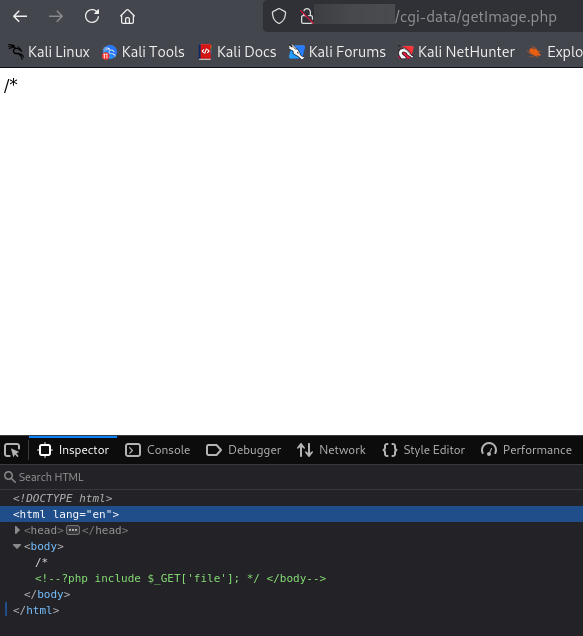 /cgi-data/getImage.php
Kali Linux Kali Tools Kali Docs Kali Forums Kali NetHunter Explo
/*
Inspector Console Debugger Network Style Editor Performance
Search HTML
<!DOCTYPE html>
<html lang="en">
<head> ••• </head>
<body>
/*
<!--?php include $_GET['file']; */ </body-->
</body>
</html>